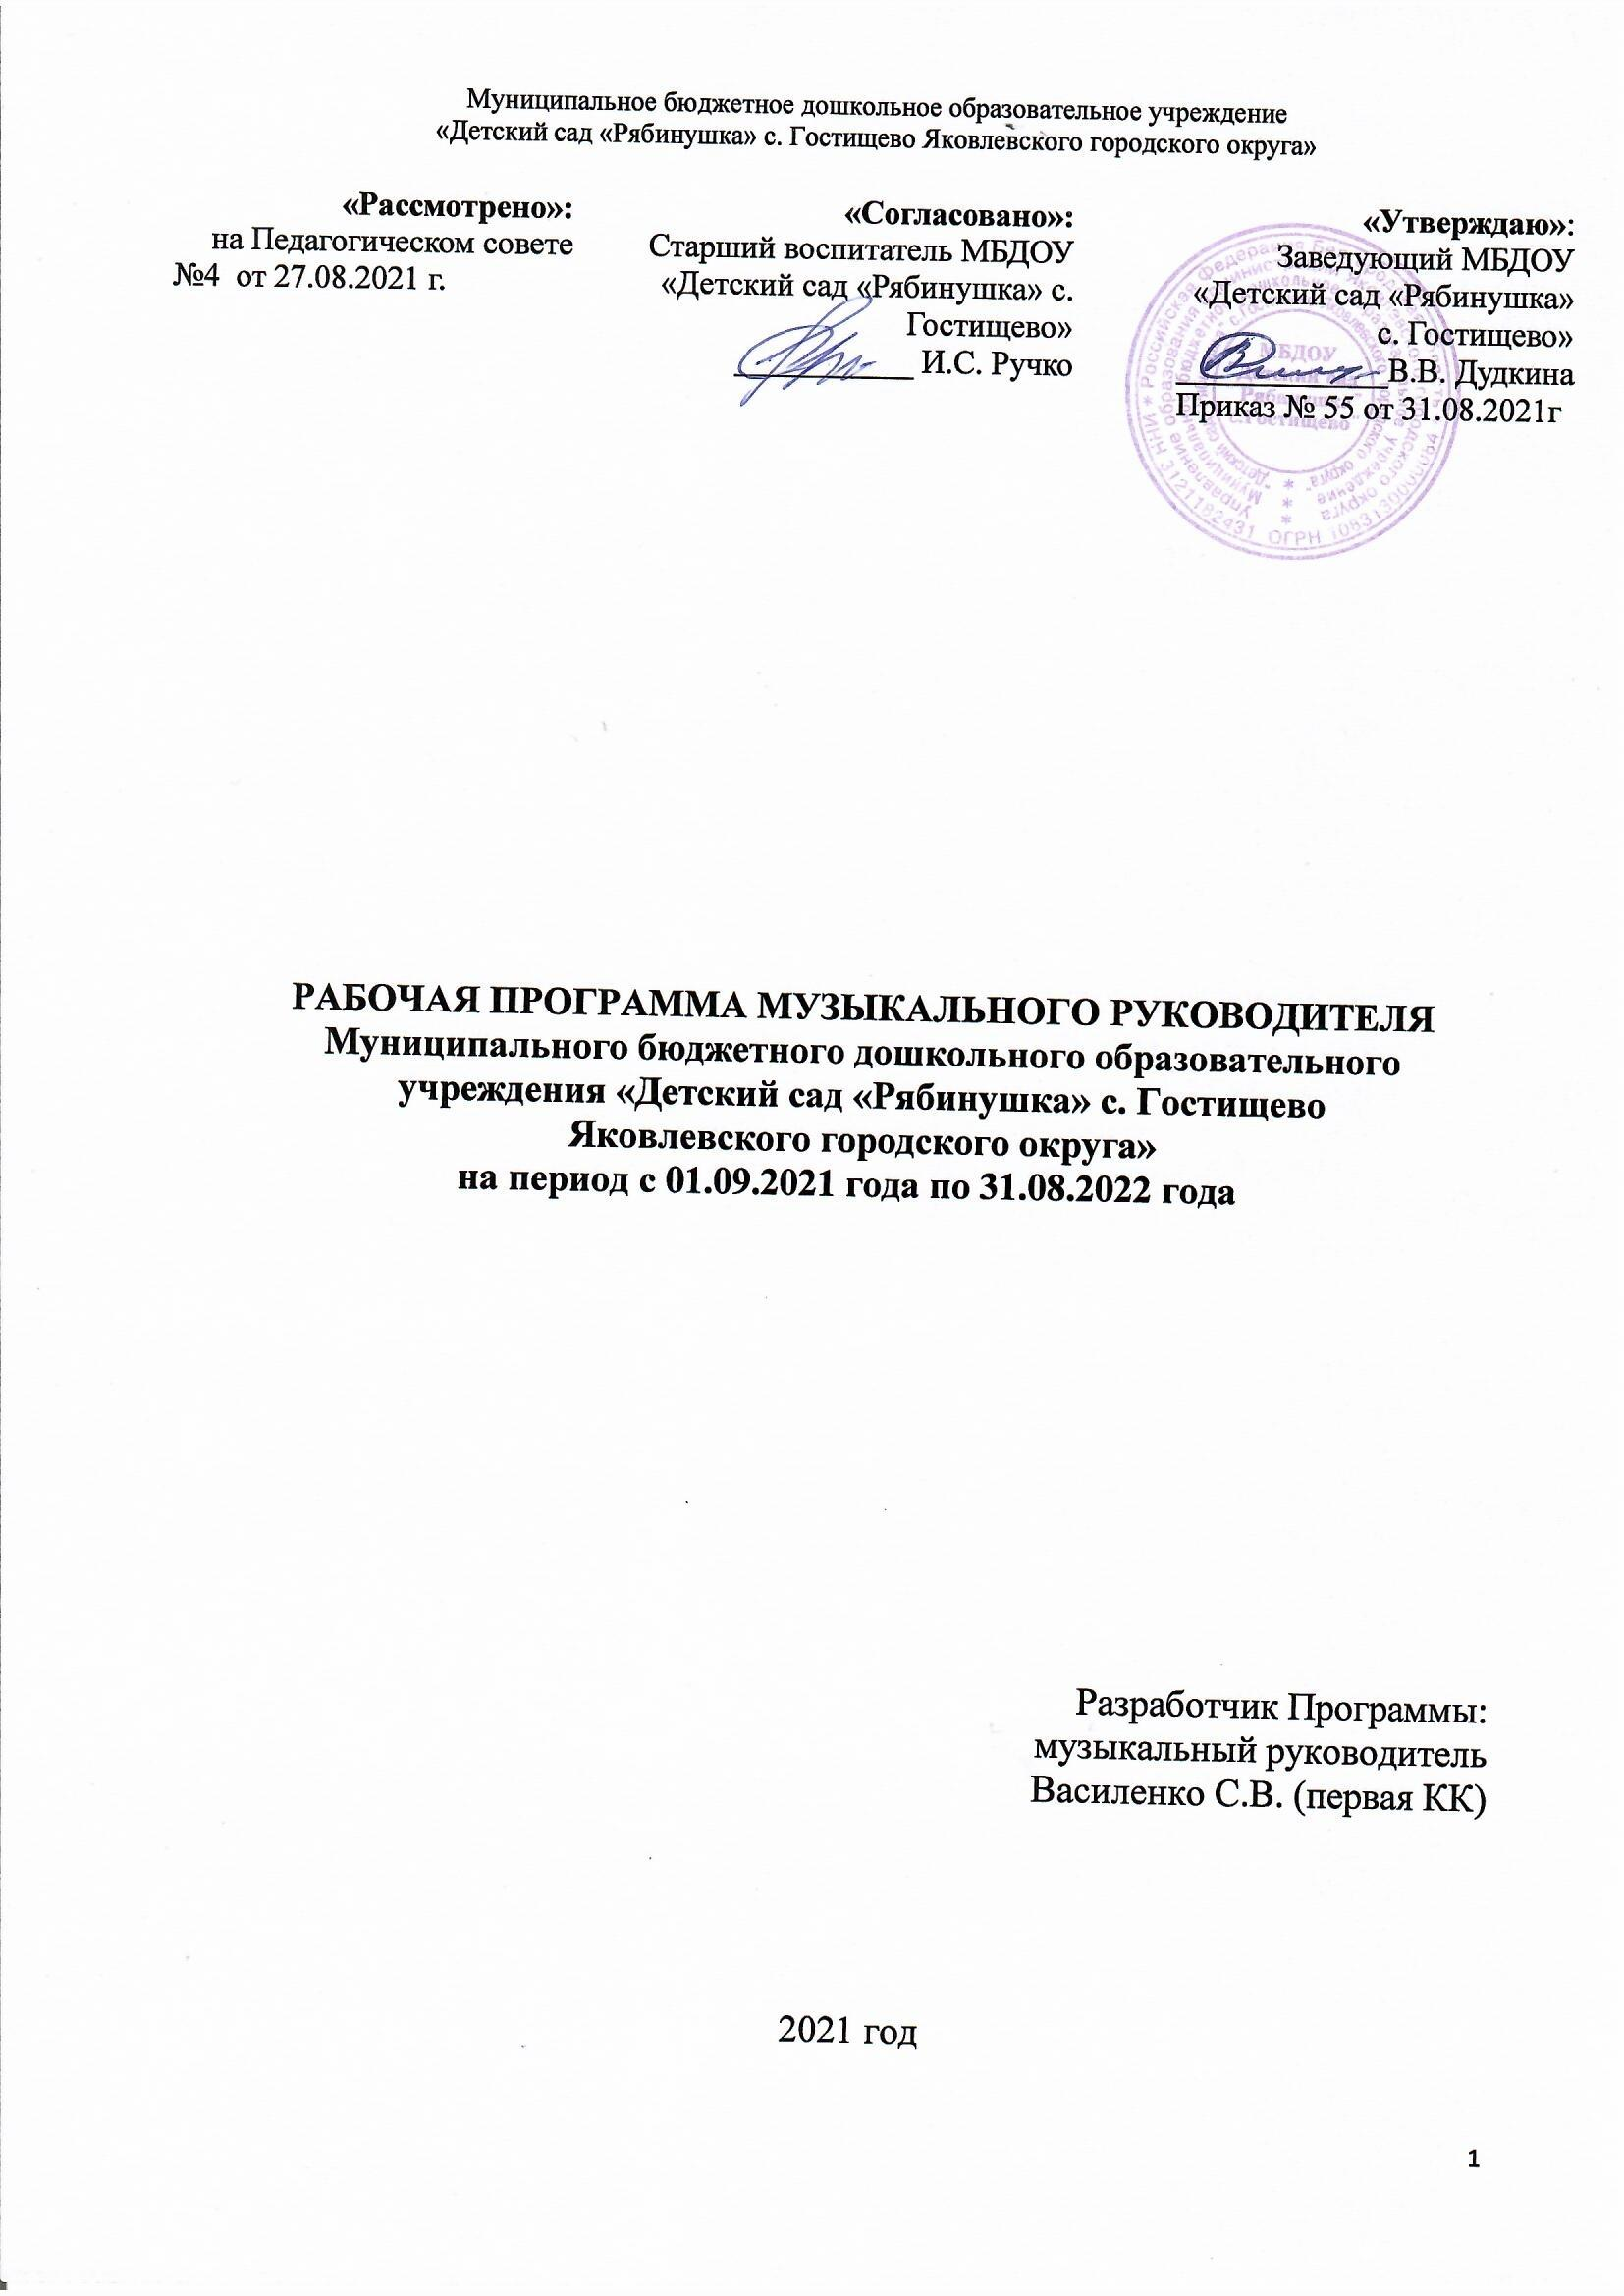 Муниципальное бюджетное дошкольное образовательное учреждение
«Детский сад «Рябинушка» с. Гостищево Яковлевского городского округа»
«Рассмотрено»:
на Педагогическом совете
№4 от 27.08.2021 г.
«Согласовано»:
Старший воспитатель МБДОУ
«Детский сад «Рябинушка» с.
Гостищево»
____________ И.С. Ручко
«Утверждаю»:
Заведующий МБДОУ
«Детский сад «Рябинушка»
с. Гостищево»
______________В.В. Дудкина
Приказ № 55 от 31.08.2021г
МБДОУ
с.Гостищево
РАБОЧАЯ ПРОГРАММА МУЗЫКАЛЬНОГО РУКОВОДИТЕЛЯ
Муниципального бюджетного дошкольного образовательного
учреждения «Детский сад «Рябинушка» с. Гостищево
Яковлевского городского округа»
на период с 01.09.2021 года по 31.08.2022 года
Разработчик Программы:
музыкальный руководитель
Василенко С.В. (первая КК)
2021 год
1